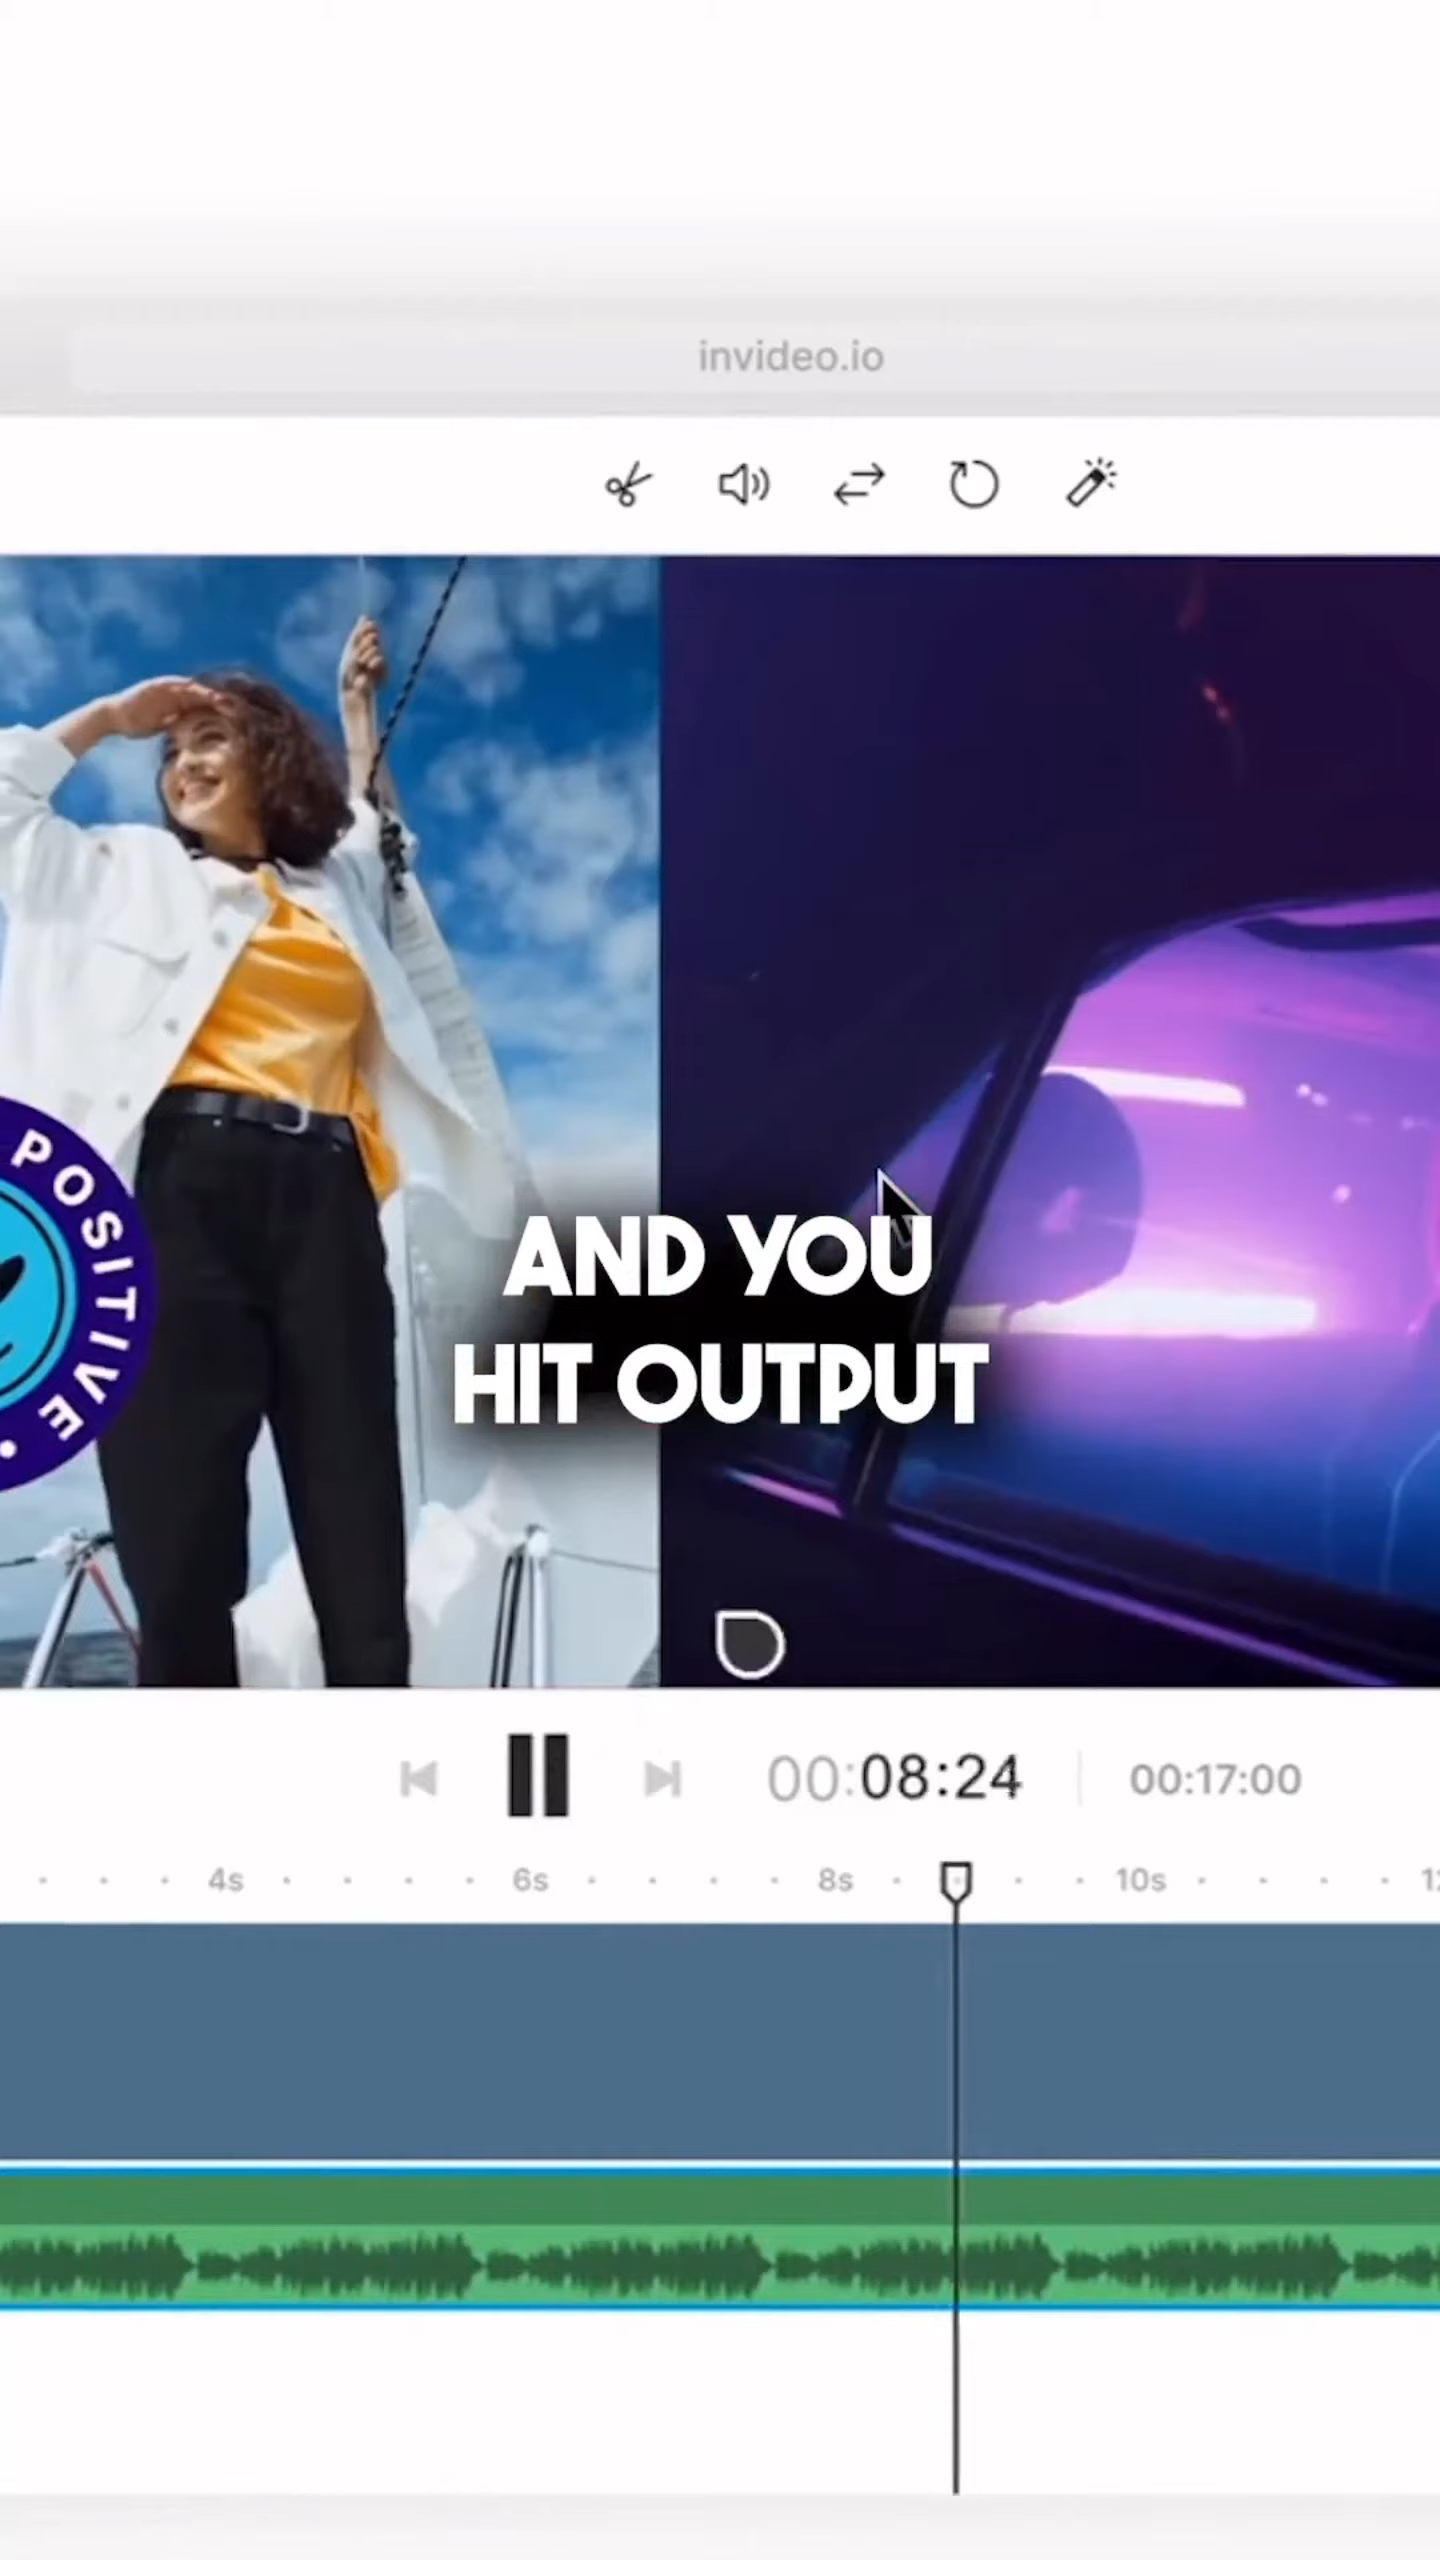 invideo.io
POSITIVE •
AND YOU
HIT OUTPUT
00:08:24 00:17:00
4s 6s 8s 10s